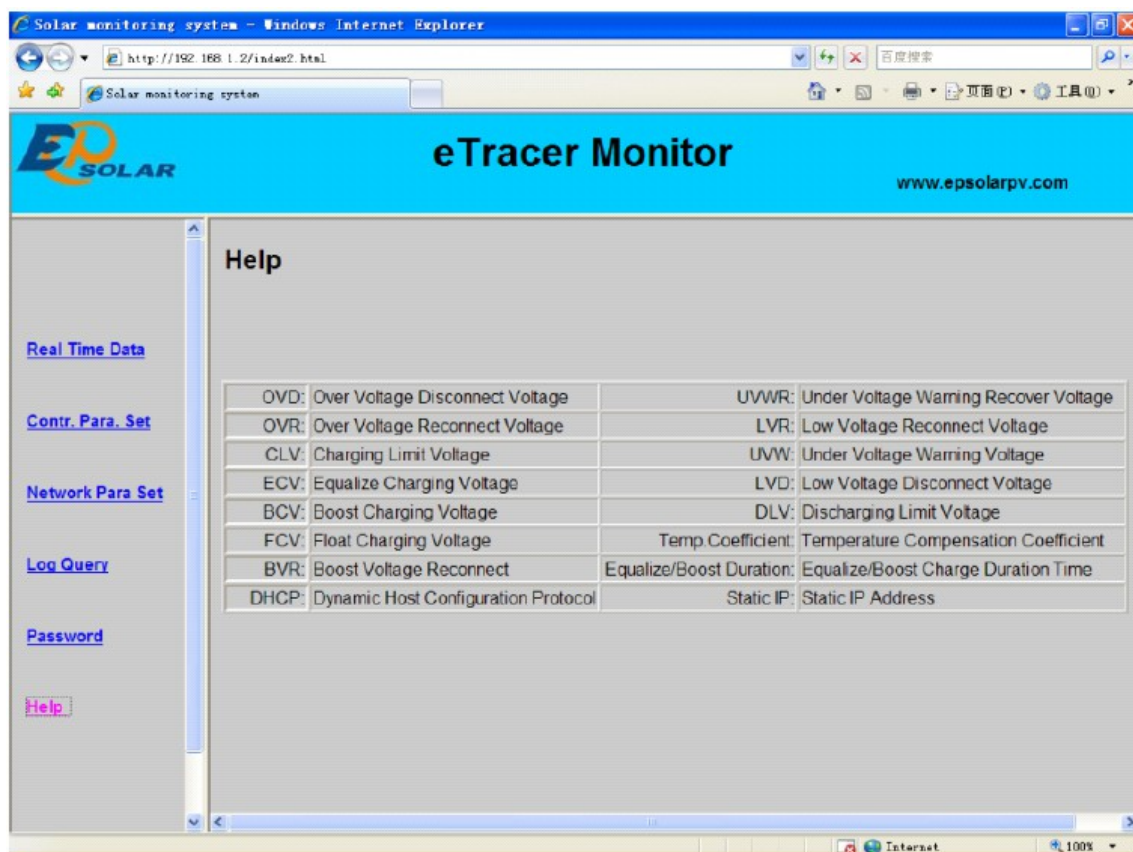 Solar monitoring system - Windows Internet Explorer
http://192.168.1.2/index2.html
百度搜索
Solar monitoring system
页面(P)
工具(O)
EP SOLAR
eTracer Monitor
www.epsolarpv.com
Help
Real Time Data
Contr. Para. Set
Network Para Set
Log Query
Password
Help
OVD: Over Voltage Disconnect Voltage UVWR: Under Voltage Warning Recover Voltage
OVR: Over Voltage Reconnect Voltage LVR: Low Voltage Reconnect Voltage
CLV: Charging Limit Voltage UVW: Under Voltage Warning Voltage
ECV: Equalize Charging Voltage LVD: Low Voltage Disconnect Voltage
BCV: Boost Charging Voltage DLV: Discharging Limit Voltage
FCV: Float Charging Voltage Temp.Coefficient: Temperature Compensation Coefficient
BVR: Boost Voltage Reconnect Equalize/Boost Duration: Equalize/Boost Charge Duration Time
DHCP: Dynamic Host Configuration Protocol Static IP: Static IP Address
Internet
100%